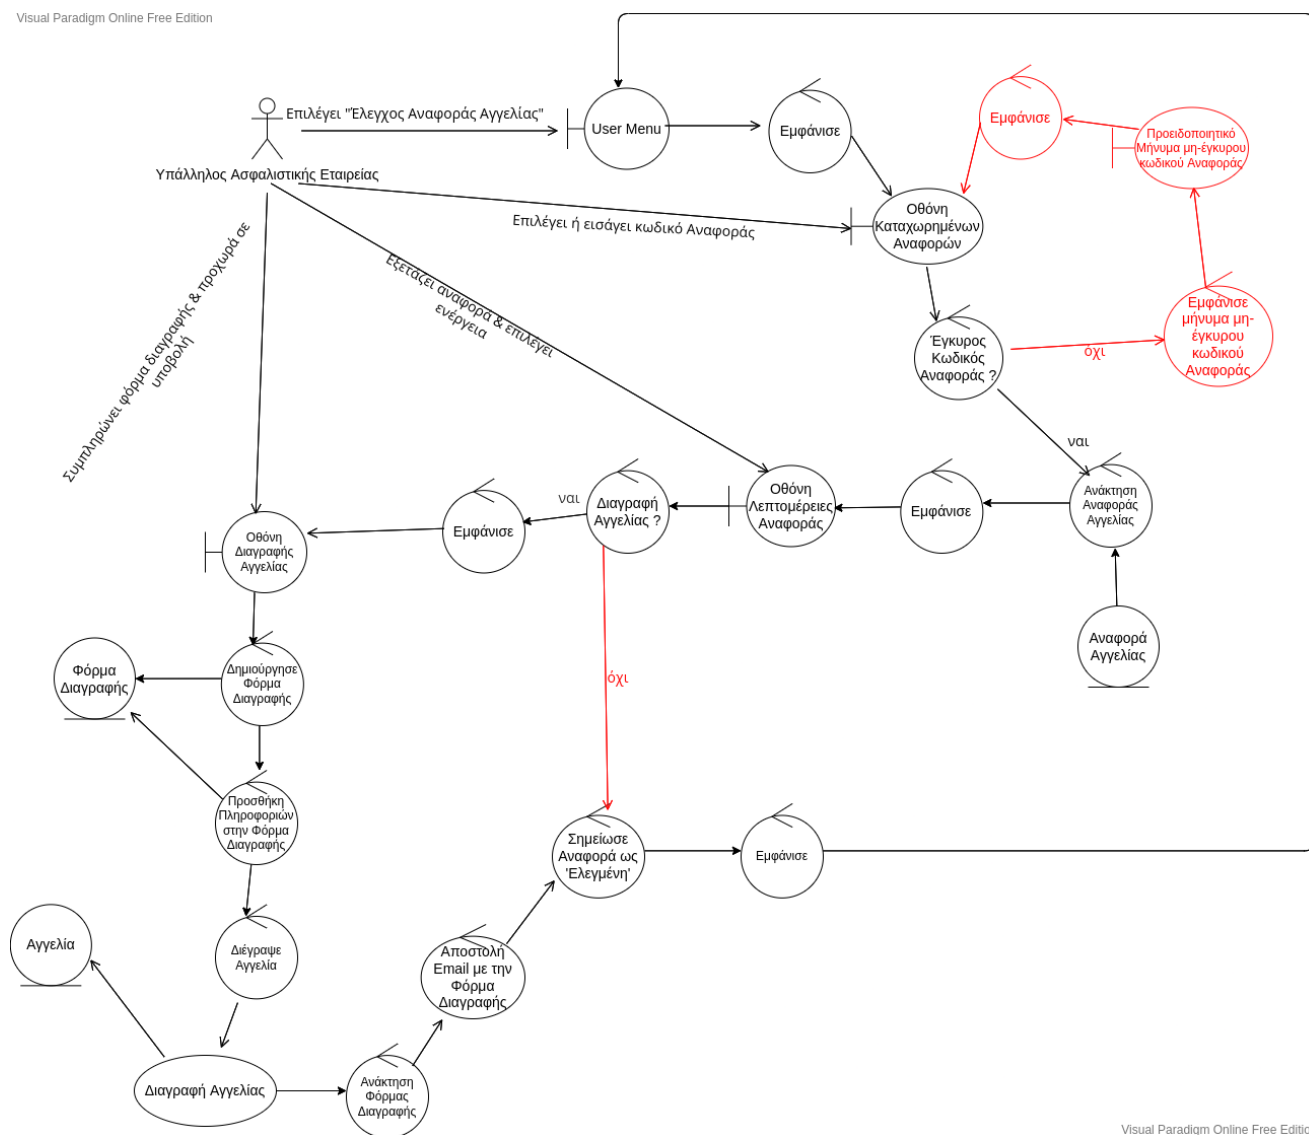 Visual Paradigm Online Free Edition
Επιλέγει "Έλεγχος Αναφοράς Αγγελίας"
User Menu
Εμφάνισε
Εμφάνισε
Προειδοποιητικό
Μήνυμα μη-έγκυρου
κωδικού Αναφοράς
Υπάλληλος Ασφαλιστικής Εταιρείας
Επιλέγει ή εισάγει κωδικό Αναφοράς
Οθόνη
Καταχωρημένων
Αναφορών
Συμπληρώνει φόρμα διαγραφής & προχωρά σε
υποβολή
Εξετάζει αναφορά & επιλέγει
ενέργεια
Έγκυρος
Κωδικός
Αναφοράς ?
όχι
Εμφάνισε
μήνυμα μη-
έγκυρου
κωδικού
Αναφοράς
ναι
Οθόνη
Διαγραφής
Αγγελίας
Εμφάνισε
ναι
Διαγραφή
Αγγελίας ?
Οθόνη
Λεπτομέρειες
Αναφοράς
Εμφάνισε
Ανάκτηση
Αναφοράς
Αγγελίας
Αναφορά
Αγγελίας
Φόρμα
Διαγραφής
Δημιούργησε
Φόρμα
Διαγραφής
όχι
Προσθήκη
Πληροφοριών
στην Φόρμα
Διαγραφής
Σημείωσε
Αναφορά ως
'Ελεγμένη'
Εμφάνισε
Αγγελία
Διέγραψε
Αγγελία
Αποστολή
Email με την
Φόρμα
Διαγραφής
Διαγραφή Αγγελίας
Ανάκτηση
Φόρμας
Διαγραφής
Visual Paradigm Online Free Editio